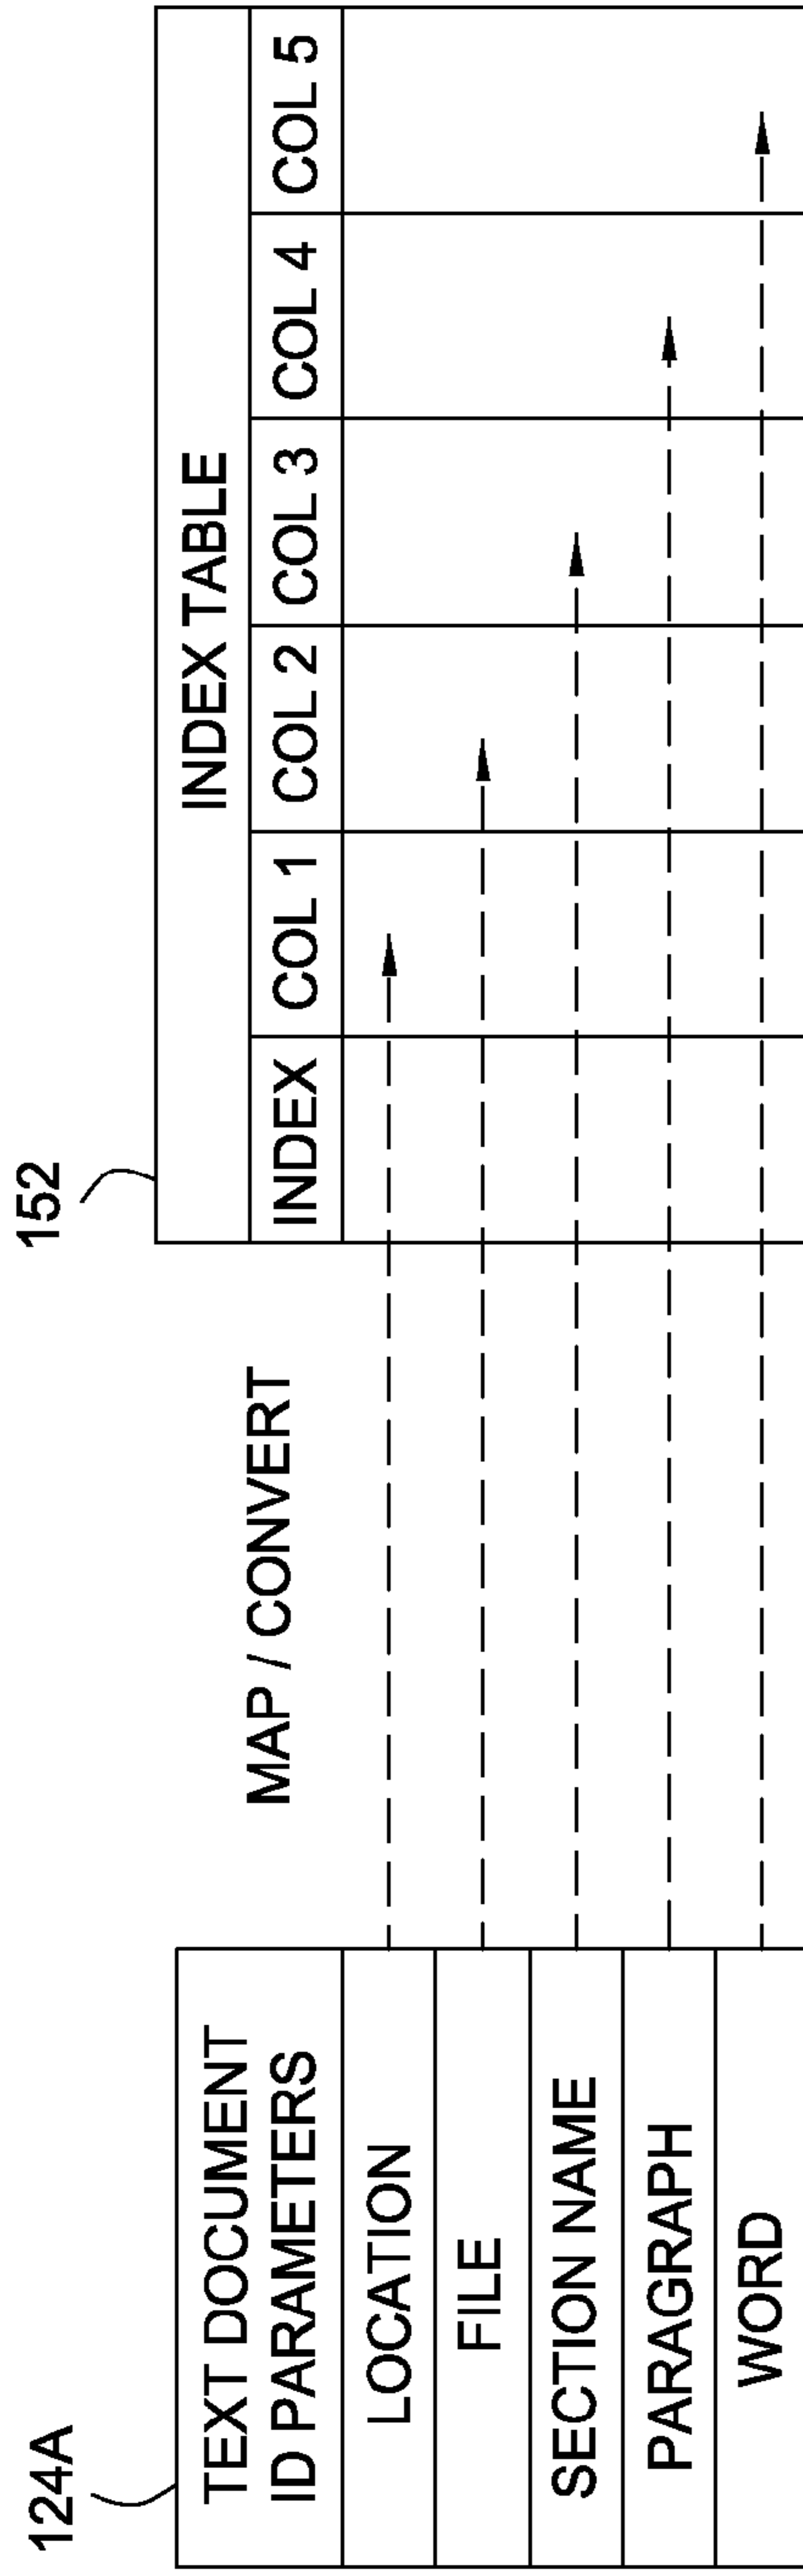 124A
TEXT DOCUMENT
ID PARAMETERS
LOCATION
FILE
SECTION NAME
PARAGRAPH
WORD
MAP / CONVERT
152
INDEX TABLE
INDEX COL 1 COL 2 COL 3 COL 4 COL 5